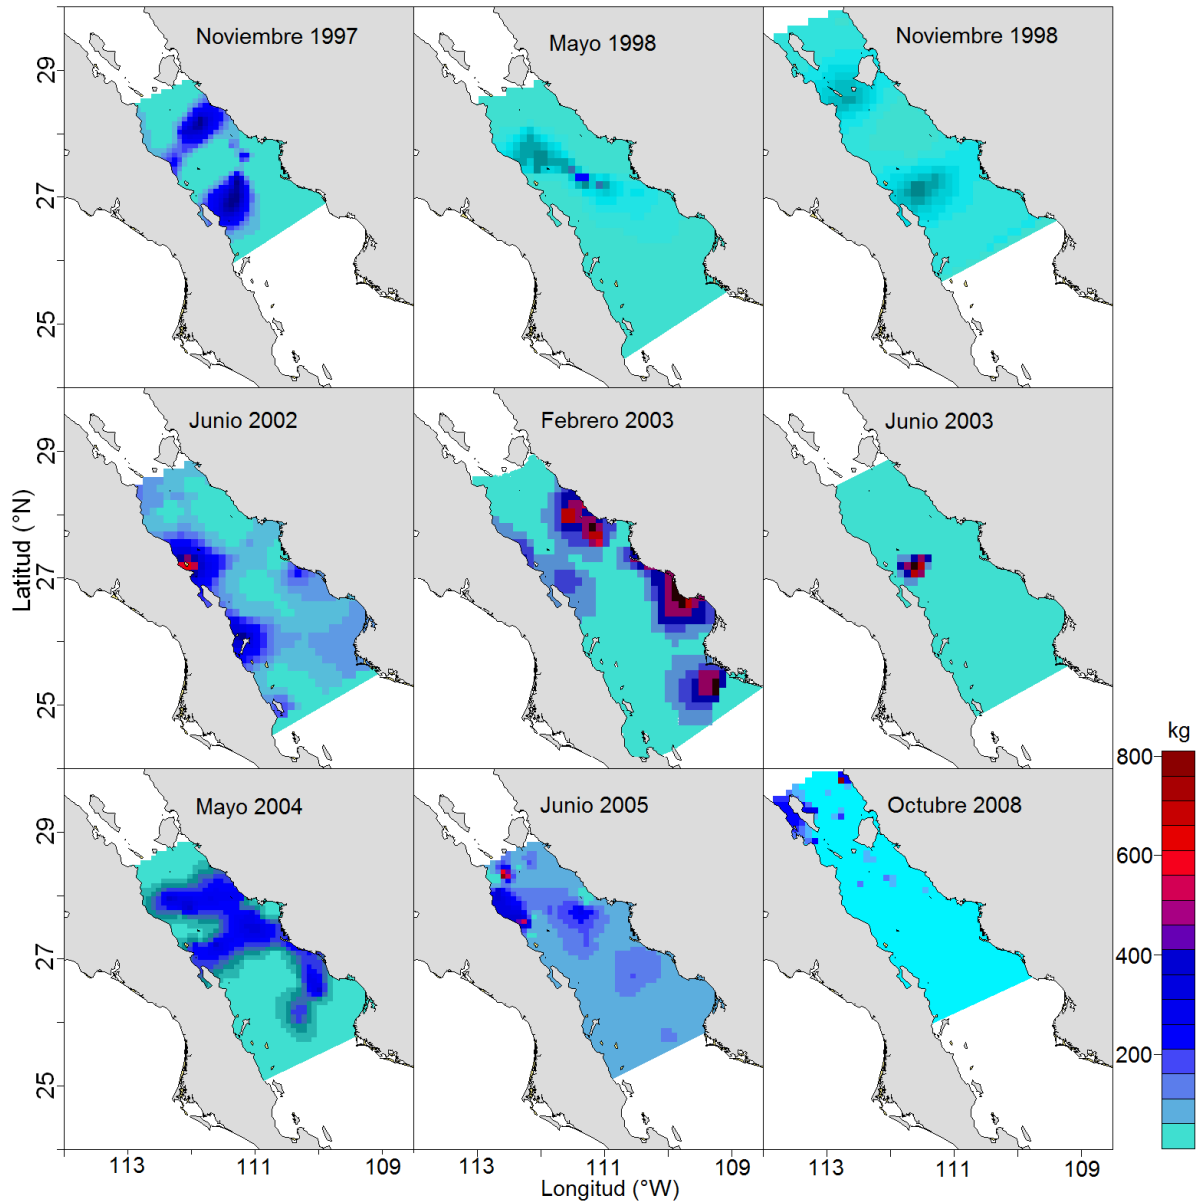 Noviembre 1997
Mayo 1998
Noviembre 1998
29
27
25
Junio 2002
Febrero 2003
Junio 2003
29
27
25
Latitud (°N)
kg
800
600
400
200
Mayo 2004
Junio 2005
Octubre 2008
29
27
25
113
111
109
113
111
109
113
111
109
Longitud (°W)